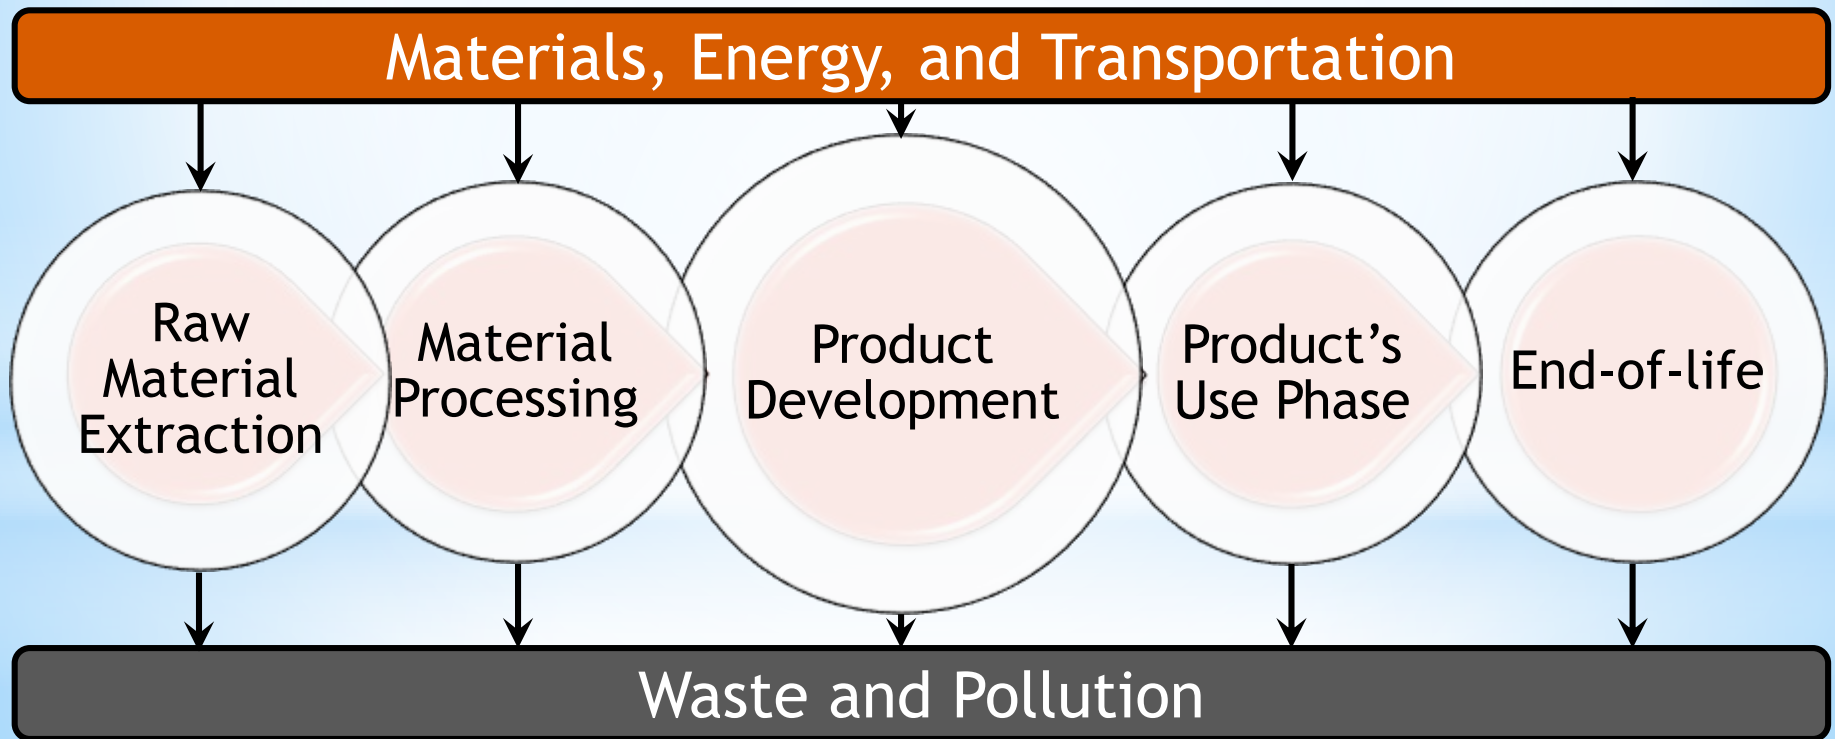 Materials, Energy, and Transportation
Raw
Material
Extraction
Material
Processing
Product
Development
Product’s
Use Phase
End-of-life
Waste and Pollution